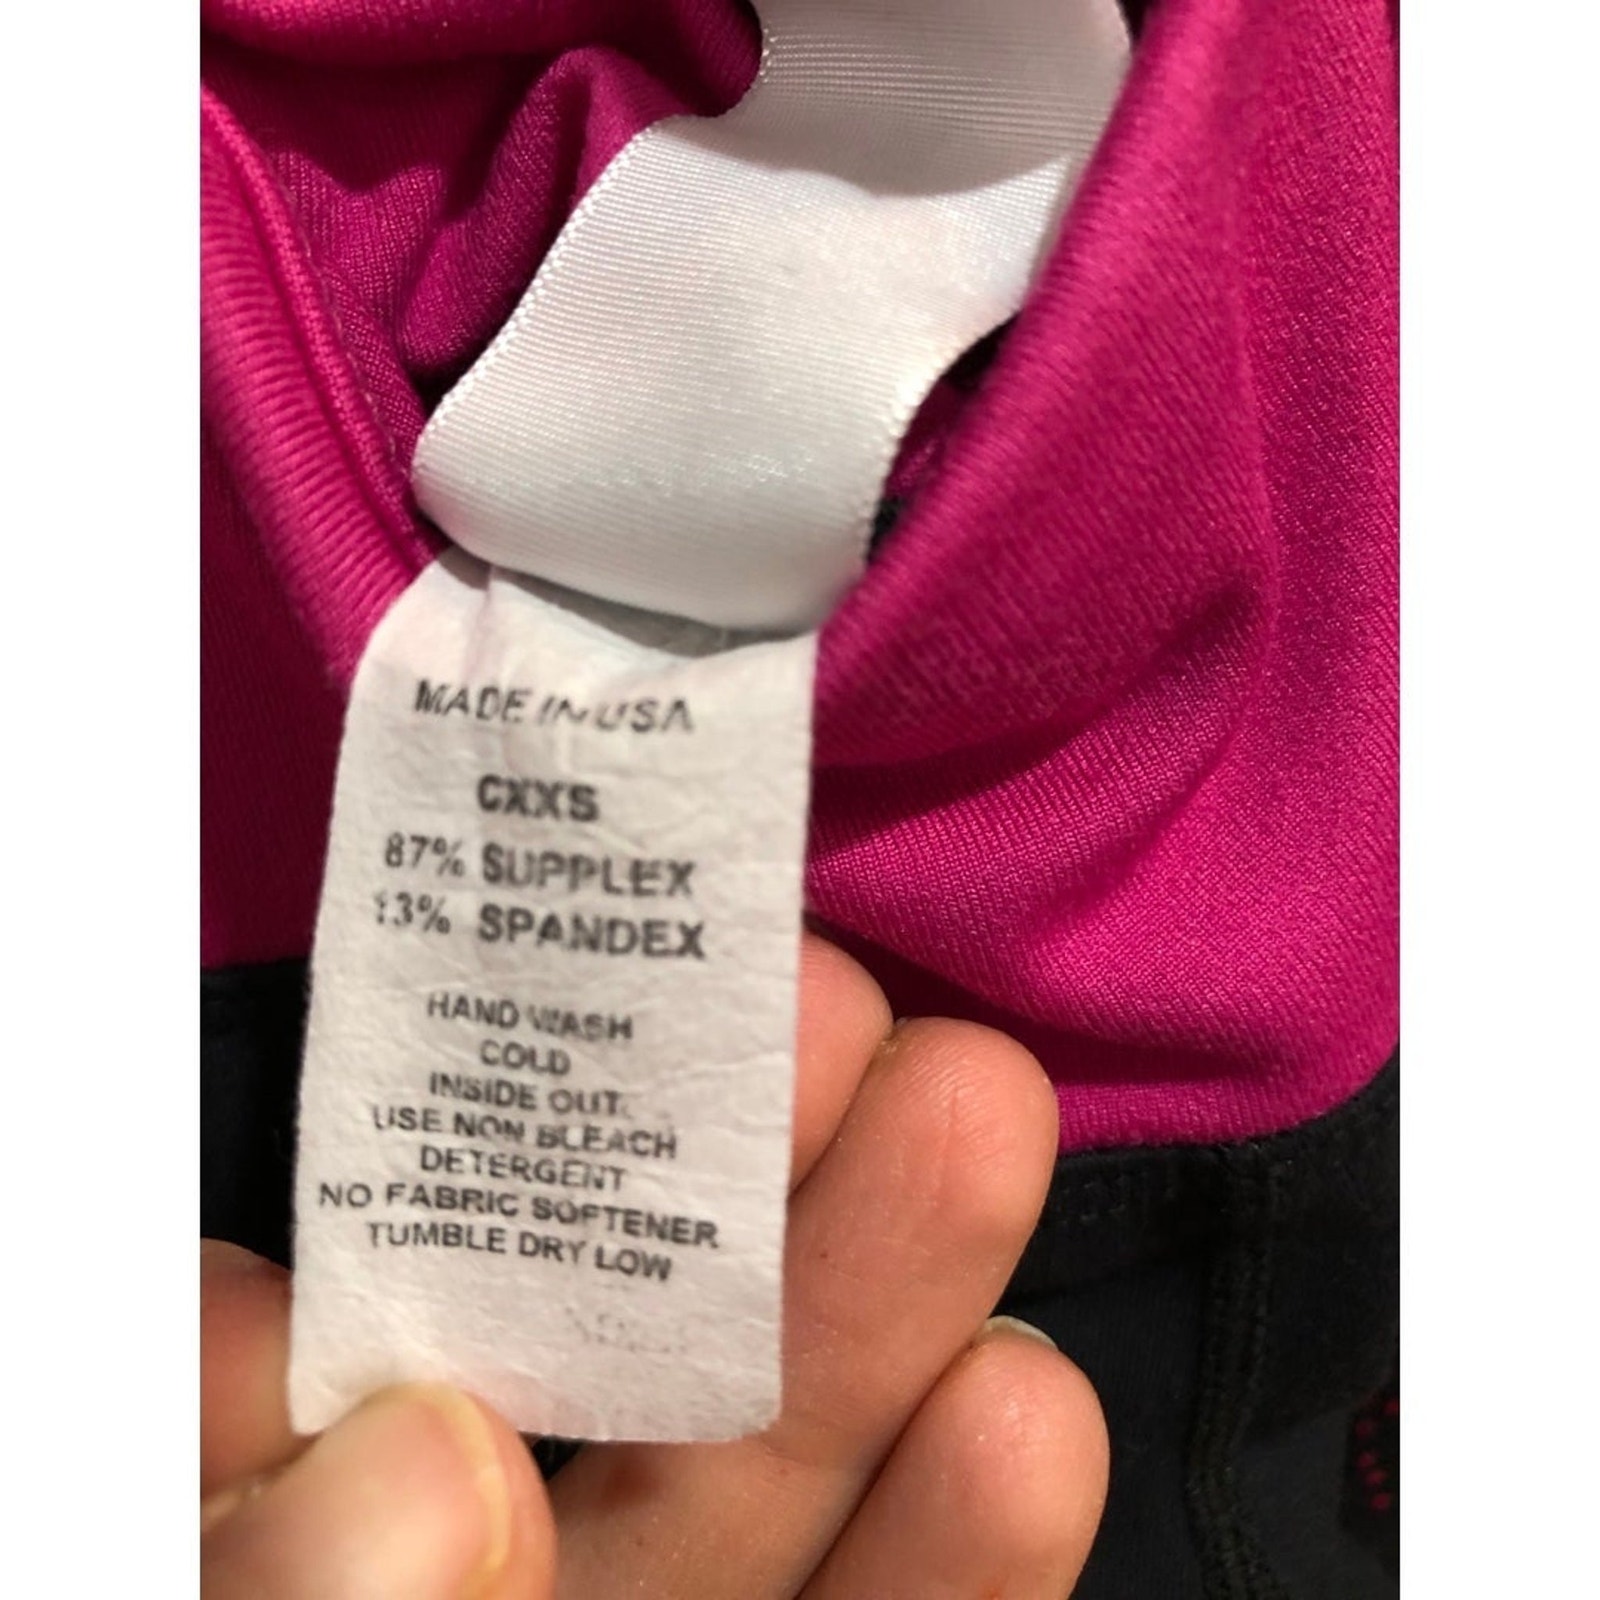 MADE IN USA
CXXS
87% SUPPLEX
13% SPANDEX
HAND WASH
COLD
INSIDE OUT
USE NON BLEACH
DETERGENT
NO FABRIC SOFTENER
TUMBLE DRY LOW